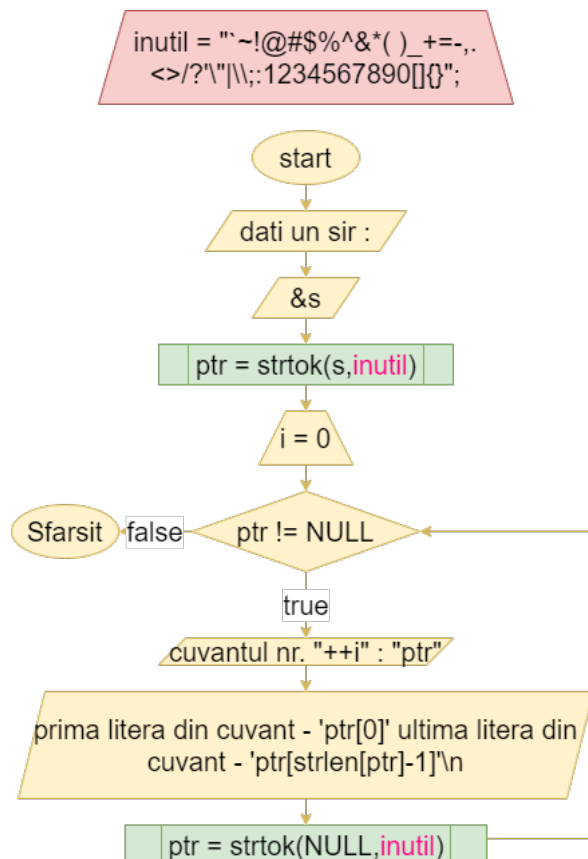 inutil = "`~!@#$%^&*( )_+=-,.
<>/?'\"|\\;:1234567890[]{}";
start
dati un sir :
&s
ptr = strtok(s,inutil)
i = 0
ptr != NULL
false
Sfarsit
true
cuvantul nr. "++i" : "ptr"
prima litera din cuvant - 'ptr[0]' ultima litera din
cuvant - 'ptr[strlen[ptr]-1]'\n
ptr = strtok(NULL,inutil)